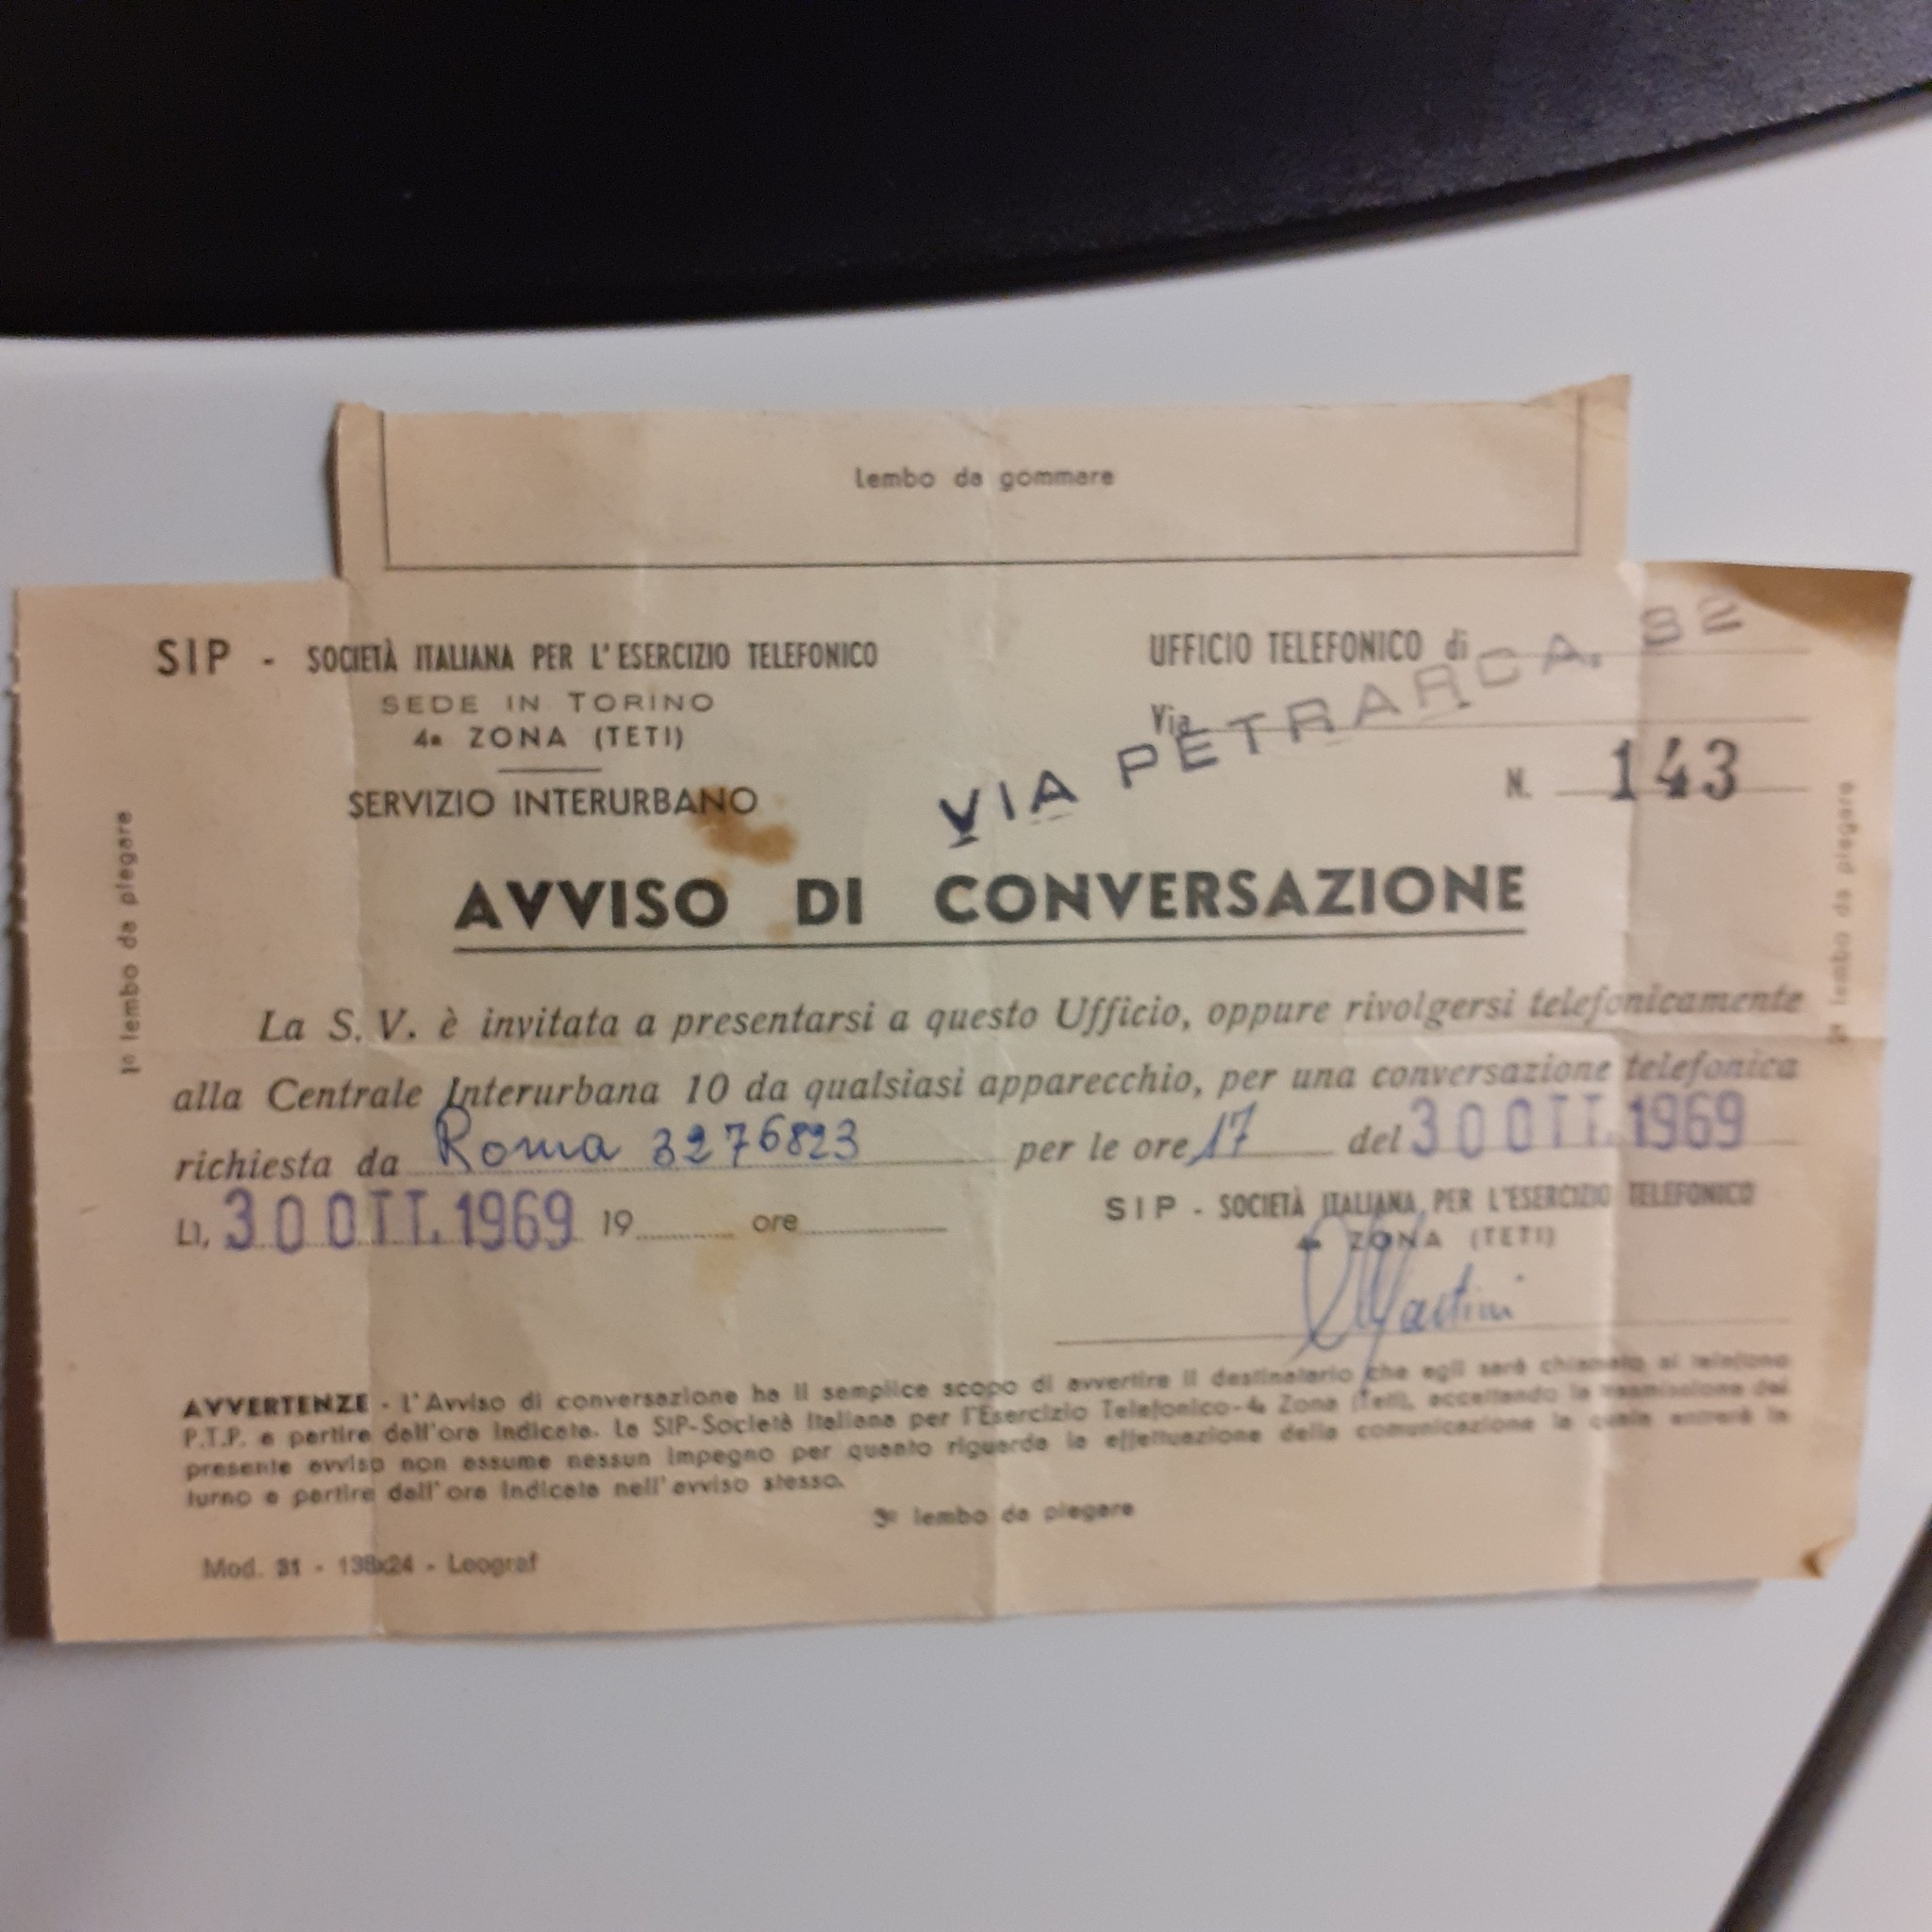 lembo da gommare
SIP - SOCIETÀ ITALIANA PER L'ESERCIZIO TELEFONICO
SEDE IN TORINO
4a ZONA (TETI)
SERVIZIO INTERURBANO
UFFICIO TELEFONICO di
Via
VIA PETRARCA. 32
N. 143
1º lembo da piegare
lembo da piegare
AVVISO DI CONVERSAZIONE
La S. V. è invitata a presentarsi a questo Ufficio, oppure rivolgersi telefonicamente
alla Centrale Interurbana 10 da qualsiasi apparecchio, per una conversazione telefonica
richiesta da Roma 3276823 per le ore 17 del 30 OTT. 1969
Lì, 30 OTT. 1969 19 ore
SIP - SOCIETÀ ITALIANA PER L'ESERCIZIO TELEFONICO
4a ZONA (TETI)
Martini
AVVERTENZE - L'Avviso di conversazione ha il semplice scopo di avvertire il destinatario che egli sarà chiamato al telefono
P.T.P. a partire dall'ora indicata. La SIP-Società Italiana per l'Esercizio Telefonico-4a Zona (Teti), accettando la trasmissione del
presente avviso non assume nessun impegno per quanto riguarda la effettuazione della comunicazione la quale entrerà in
turno a partire dall'ora indicata nell'avviso stesso.
3º lembo da piegare
Mod. 31 - 138x24 - Leograf